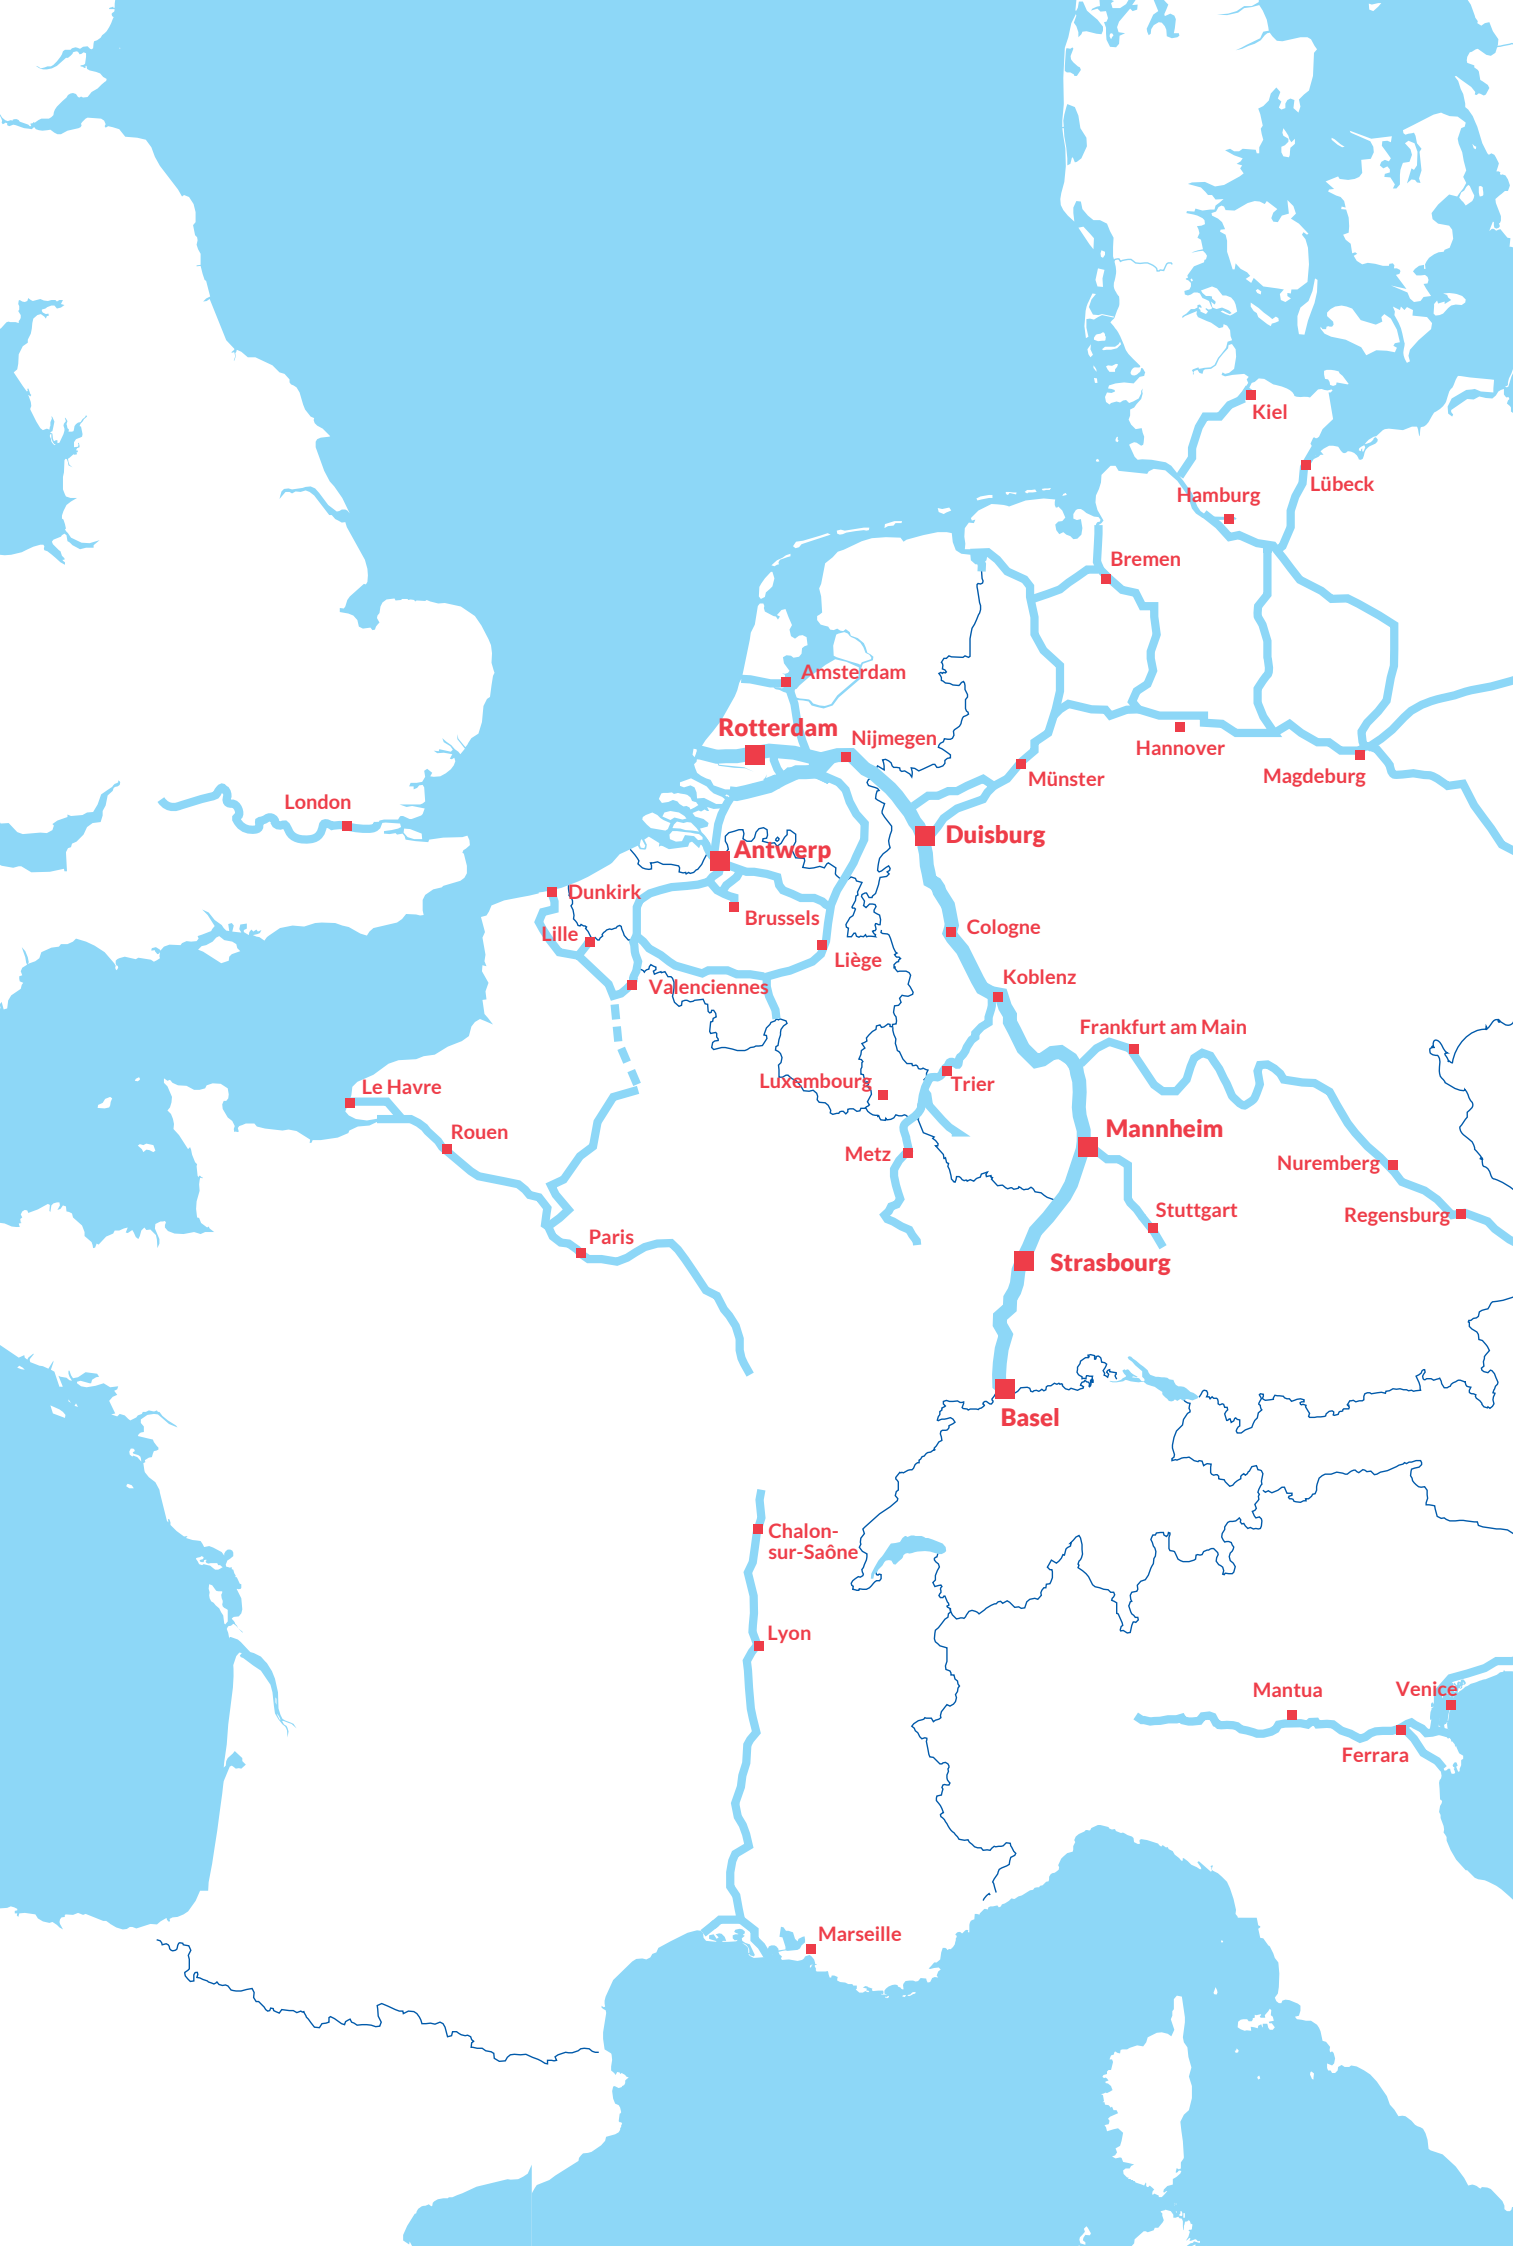 Kiel
Lübeck
Hamburg
Bremen
Amsterdam
Rotterdam
Nijmegen
Hannover
Münster
Magdeburg
London
Duisburg
Antwerp
Dunkirk
Brussels
Cologne
Lille
Liège
Koblenz
Valenciennes
Frankfurt am Main
Luxembourg
Trier
Le Havre
Rouen
Mannheim
Metz
Nuremberg
Stuttgart
Regensburg
Paris
Strasbourg
Basel
Chalon-
sur-Saône
Lyon
Mantua
Venice
Ferrara
Marseille